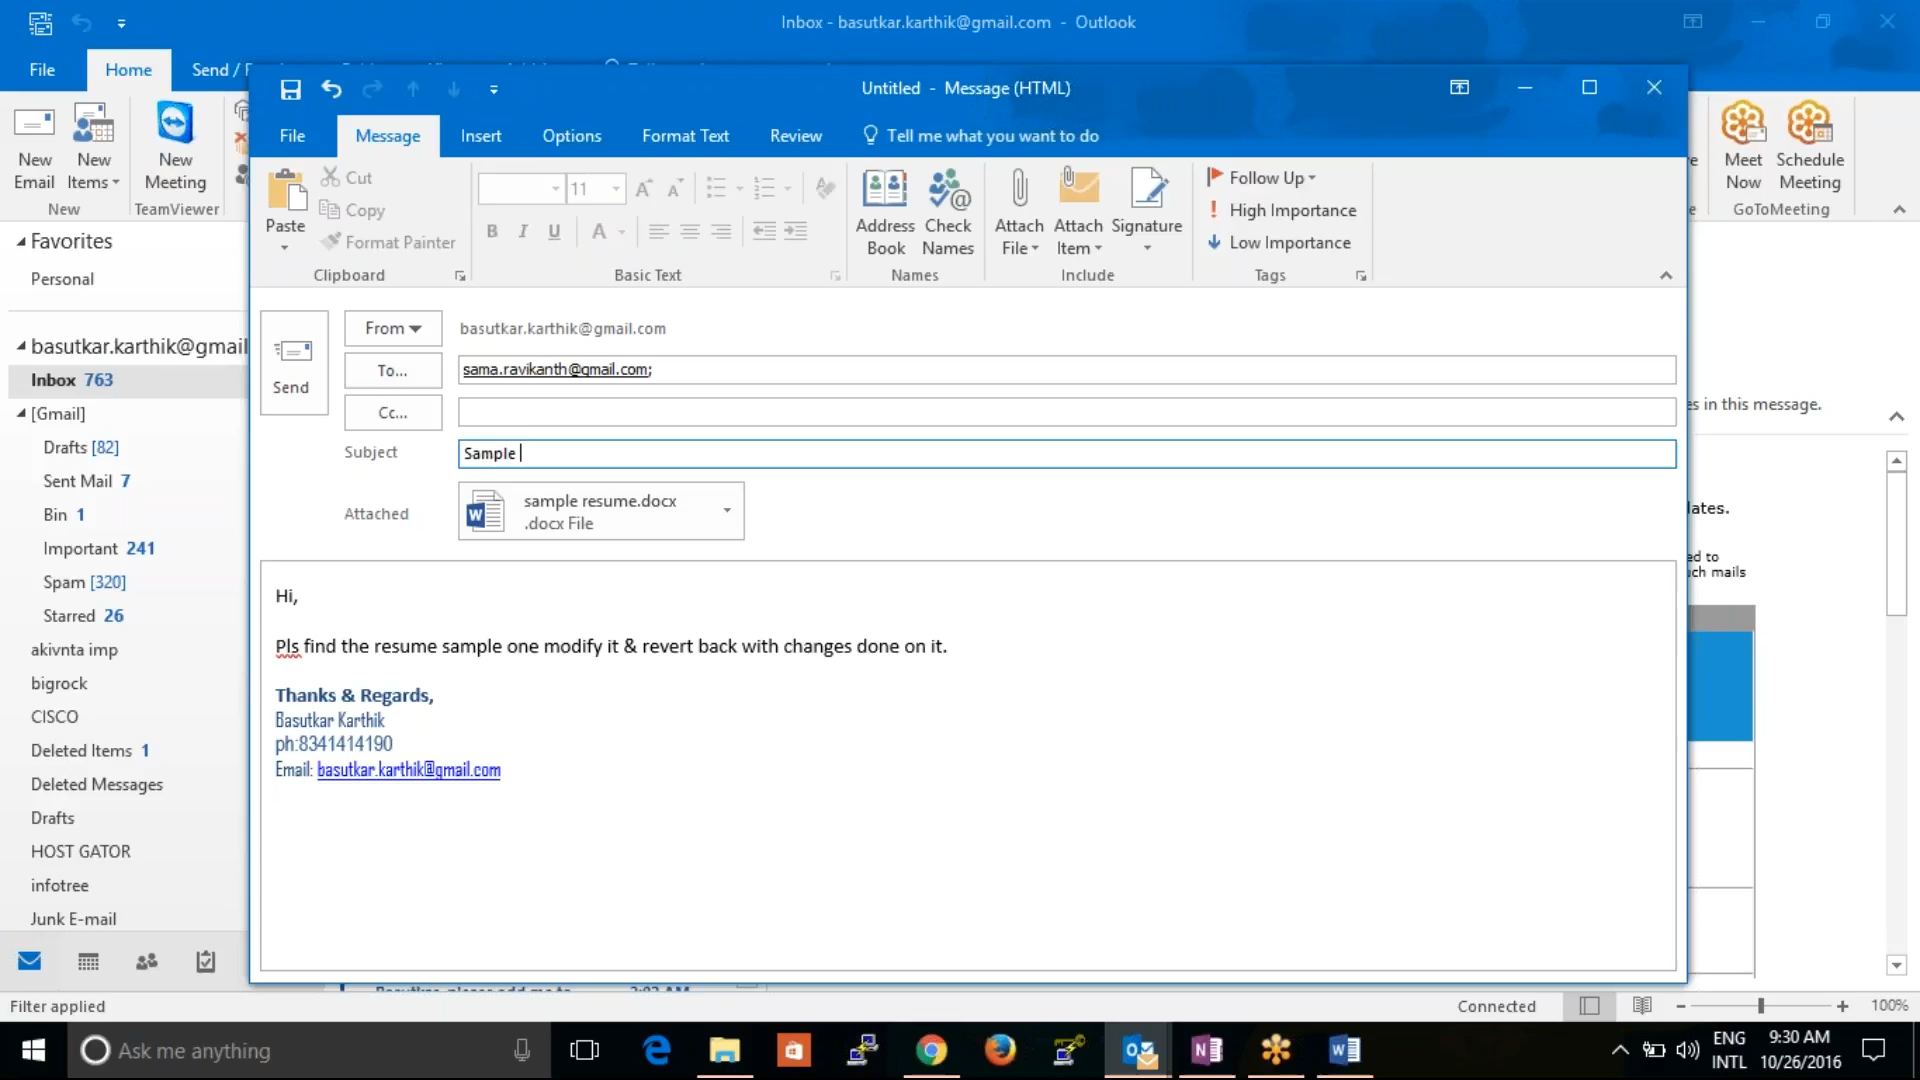 Inbox - basutkar.karthik@gmail.com - Outlook
File
Home
Send /
Untitled - Message (HTML)
File
Message
Insert
Options
Format Text
Review
Tell me what you want to do
New Email
New Items
New Meeting
New
TeamViewer
Paste
Cut
Copy
Format Painter
Clipboard
11
B I U A
Basic Text
Address Book
Check Names
Names
Attach File
Attach Item
Signature
Include
Follow Up
High Importance
Low Importance
Tags
Meet Now
Schedule Meeting
GoToMeeting
Favorites
Personal
basutkar.karthik@gmail
Inbox 763
[Gmail]
Drafts [82]
Sent Mail 7
Bin 1
Important 241
Spam [320]
Starred 26
akivnta imp
bigrock
CISCO
Deleted Items 1
Deleted Messages
Drafts
HOST GATOR
infotree
Junk E-mail
Send
From
basutkar.karthik@gmail.com
To...
sama.ravikanth@gmail.com;
Cc...
Subject
Sample
Attached
sample resume.docx
.docx File
Hi,
Pls find the resume sample one modify it & revert back with changes done on it.
Thanks & Regards,
Basutkar Karthik
ph:8341414190
Email: basutkar.karthik@gmail.com
es in this message.
lates.
ed to
uch mails
Filter applied
Connected
100%
Ask me anything
ENG
INTL
9:30 AM
10/26/2016